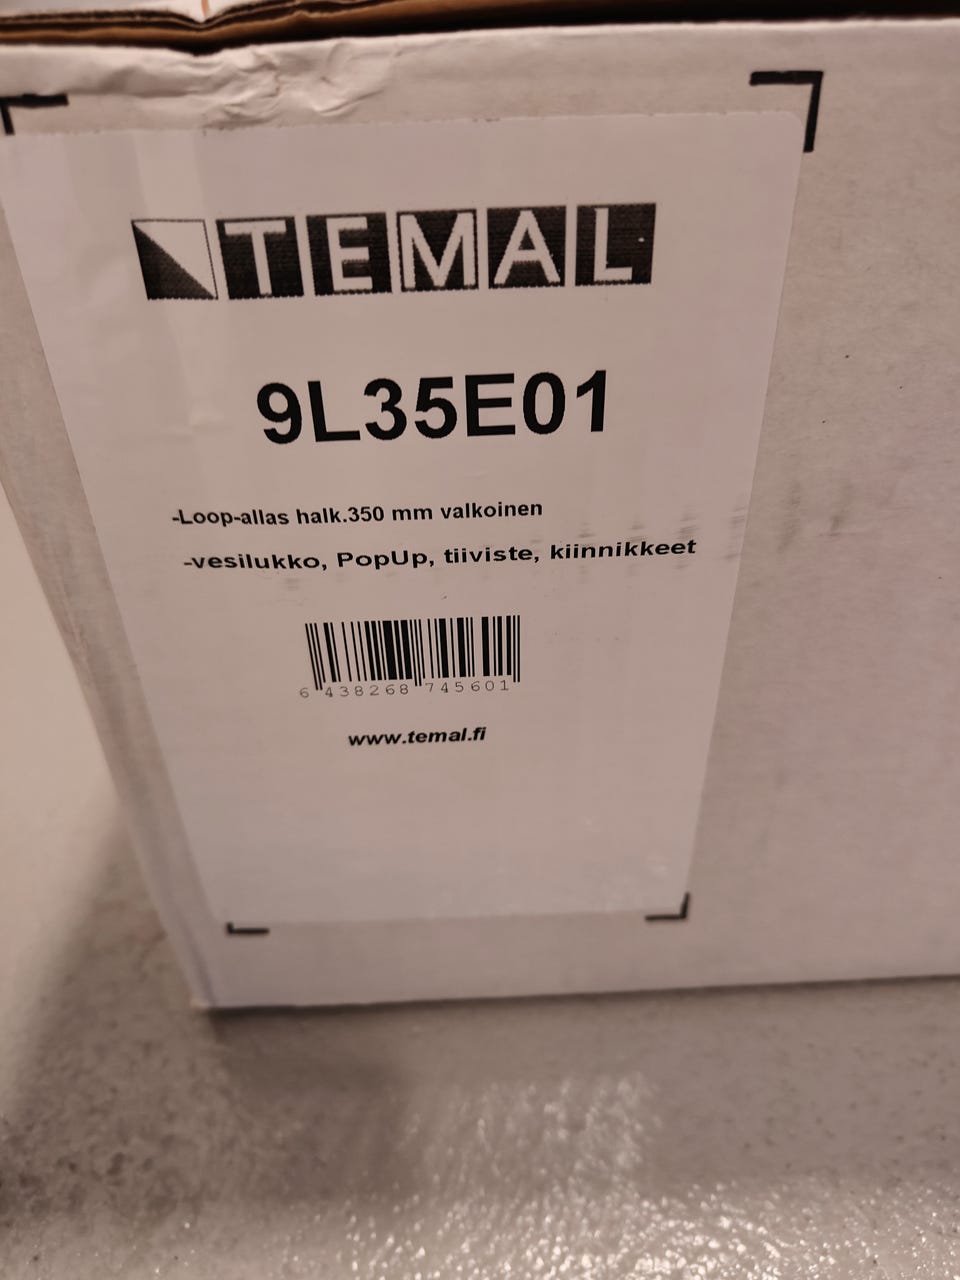 TEMAL
9L35E01
-Loop-allas halk.350 mm valkoinen
-vesilukko, PopUp, tiiviste, kiinnikkeet
6 438268 745601
www.temal.fi